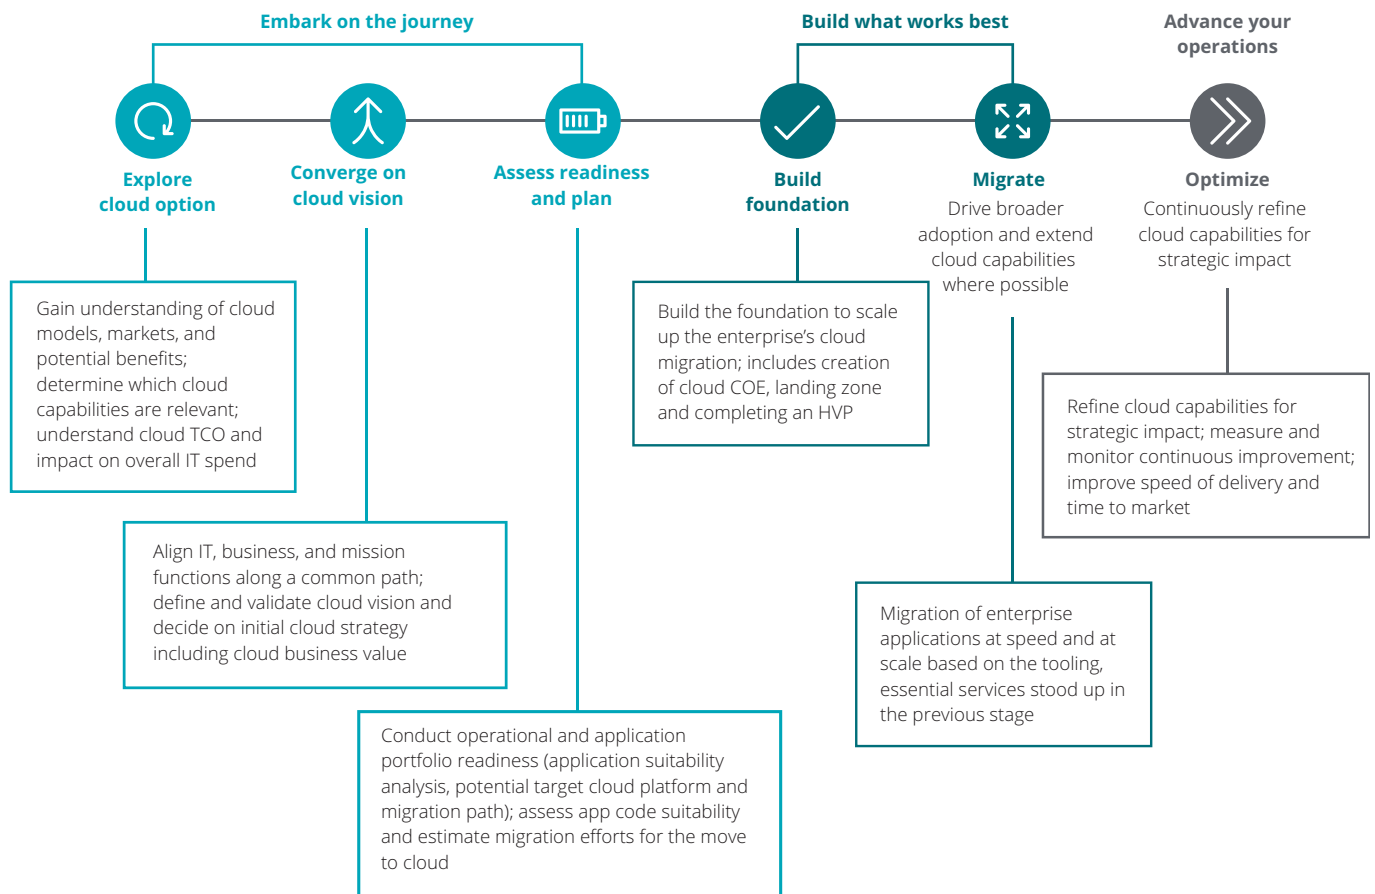 Embark on the journey
Build what works best
Advance your
operations
Explore
cloud option
Converge on
cloud vision
Assess readiness
and plan
Build
foundation
Migrate
Drive broader
adoption and extend
cloud capabilities
where possible
Optimize
Continuously refine
cloud capabilities for
strategic impact
Gain understanding of cloud
models, markets, and
potential benefits;
determine which cloud
capabilities are relevant;
understand cloud TCO and
impact on overall IT spend
Align IT, business, and mission
functions along a common path;
define and validate cloud vision and
decide on initial cloud strategy
including cloud business value
Conduct operational and application
portfolio readiness (application suitability
analysis, potential target cloud platform and
migration path); assess app code suitability
and estimate migration efforts for the move
to cloud
Build the foundation to scale
up the enterprise’s cloud
migration; includes creation
of cloud COE, landing zone
and completing an HVP
Migration of enterprise
applications at speed and at
scale based on the tooling,
essential services stood up in
the previous stage
Refine cloud capabilities for
strategic impact; measure and
monitor continuous improvement;
improve speed of delivery and
time to market